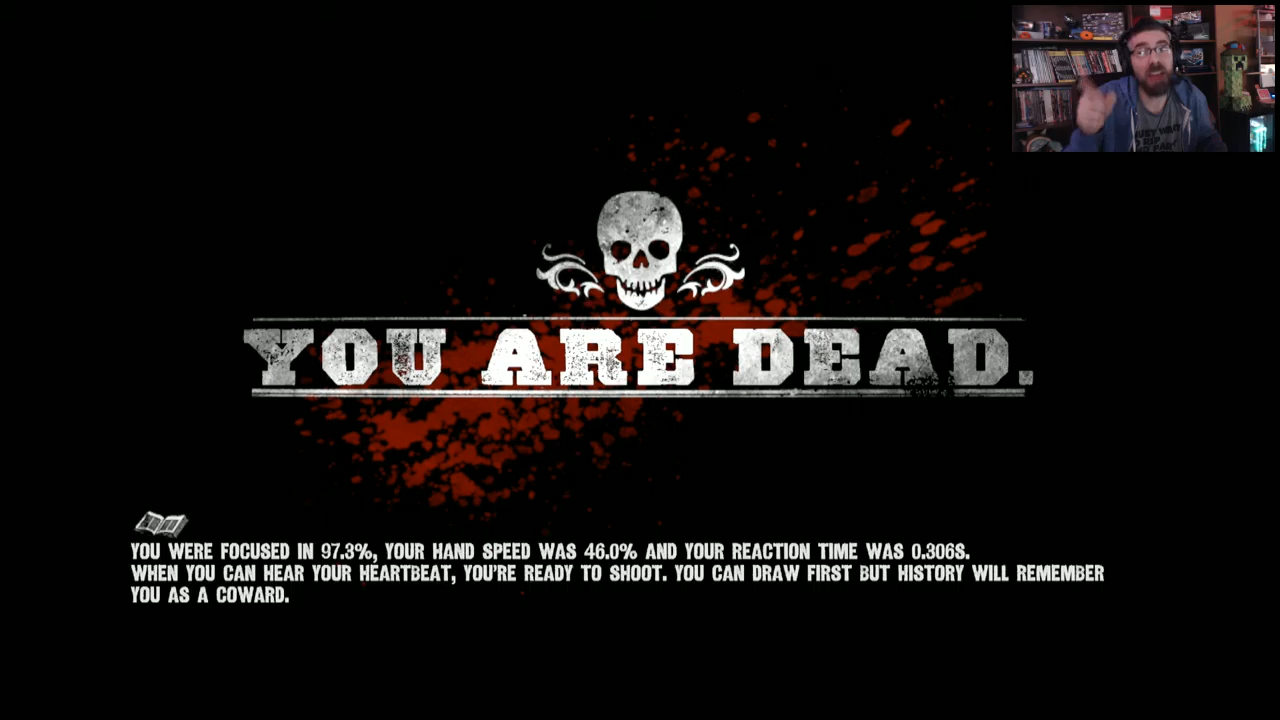 YOU ARE DEAD.
YOU WERE FOCUSED IN 97.3%, YOUR HAND SPEED WAS 46.0% AND YOUR REACTION TIME WAS 0.306S.
WHEN YOU CAN HEAR YOUR HEARTBEAT, YOU'RE READY TO SHOOT. YOU CAN DRAW FIRST BUT HISTORY WILL REMEMBER
YOU AS A COWARD.